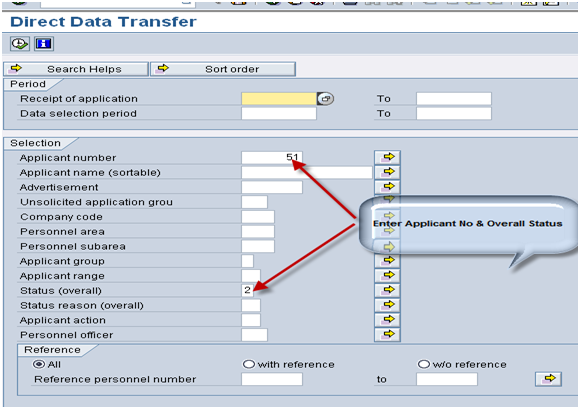 Direct Data Transfer
Search Helps Sort order
Period
Receipt of application To
Data selection period To
Selection
Applicant number 51
Applicant name (sortable)
Advertisement
Unsolicited application grou
Company code
Enter Applicant No & Overall Status
Personnel area
Personnel subarea
Applicant group
Applicant range
Status (overall) 2
Status reason (overall)
Applicant action
Personnel officer
Reference
All with reference w/o reference
Reference personnel number to